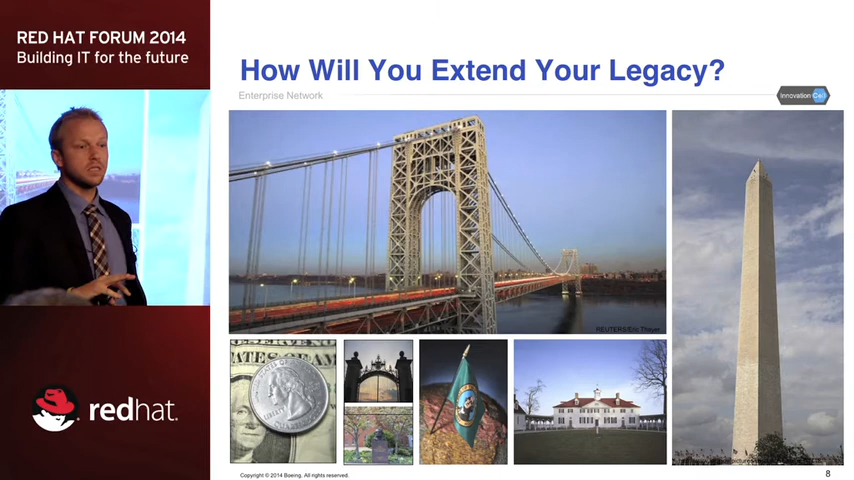 RED HAT FORUM 2014
Building IT for the future
How Will You Extend Your Legacy?
Enterprise Network
Innovation Cell
REUTERS/Eric Thayer
redhat.
Copyright © 2014 Boeing. All rights reserved.
8